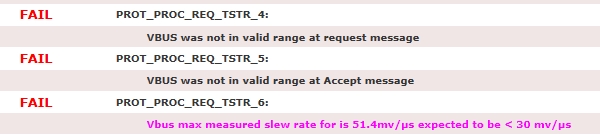 FAIL PROT_PROC_REQ_TSTR_4:
VBUS was not in valid range at request message
FAIL PROT_PROC_REQ_TSTR_5:
VBUS was not in valid range at Accept message
FAIL PROT_PROC_REQ_TSTR_6:
Vbus max measured slew rate for is 51.4mv/µs expected to be < 30 mv/µs